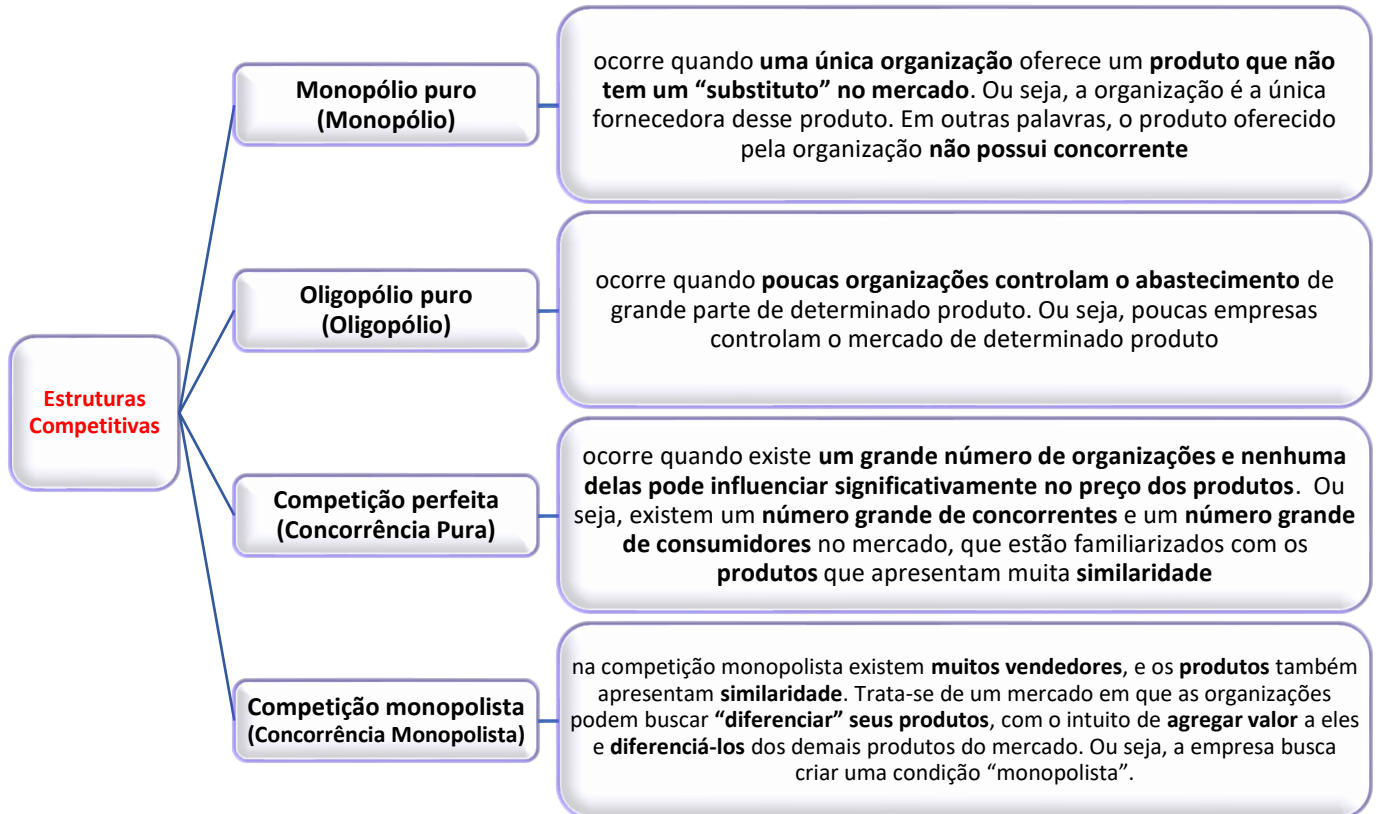 Estruturas
Competitivas
Monopólio puro
(Monopólio)
ocorre quando uma única organização oferece um produto que não
tem um “substituto” no mercado. Ou seja, a organização é a única
fornecedora desse produto. Em outras palavras, o produto oferecido
pela organização não possui concorrente
Oligopólio puro
(Oligopólio)
ocorre quando poucas organizações controlam o abastecimento de
grande parte de determinado produto. Ou seja, poucas empresas
controlam o mercado de determinado produto
Competição perfeita
(Concorrência Pura)
ocorre quando existe um grande número de organizações e nenhuma
delas pode influenciar significativamente no preço dos produtos. Ou
seja, existem um número grande de concorrentes e um número grande
de consumidores no mercado, que estão familiarizados com os
produtos que apresentam muita similaridade
Competição monopolista
(Concorrência Monopolista)
na competição monopolista existem muitos vendedores, e os produtos também
apresentam similaridade. Trata-se de um mercado em que as organizações
podem buscar “diferenciar” seus produtos, com o intuito de agregar valor a eles
e diferenciá-los dos demais produtos do mercado. Ou seja, a empresa busca
criar uma condição “monopolista”.